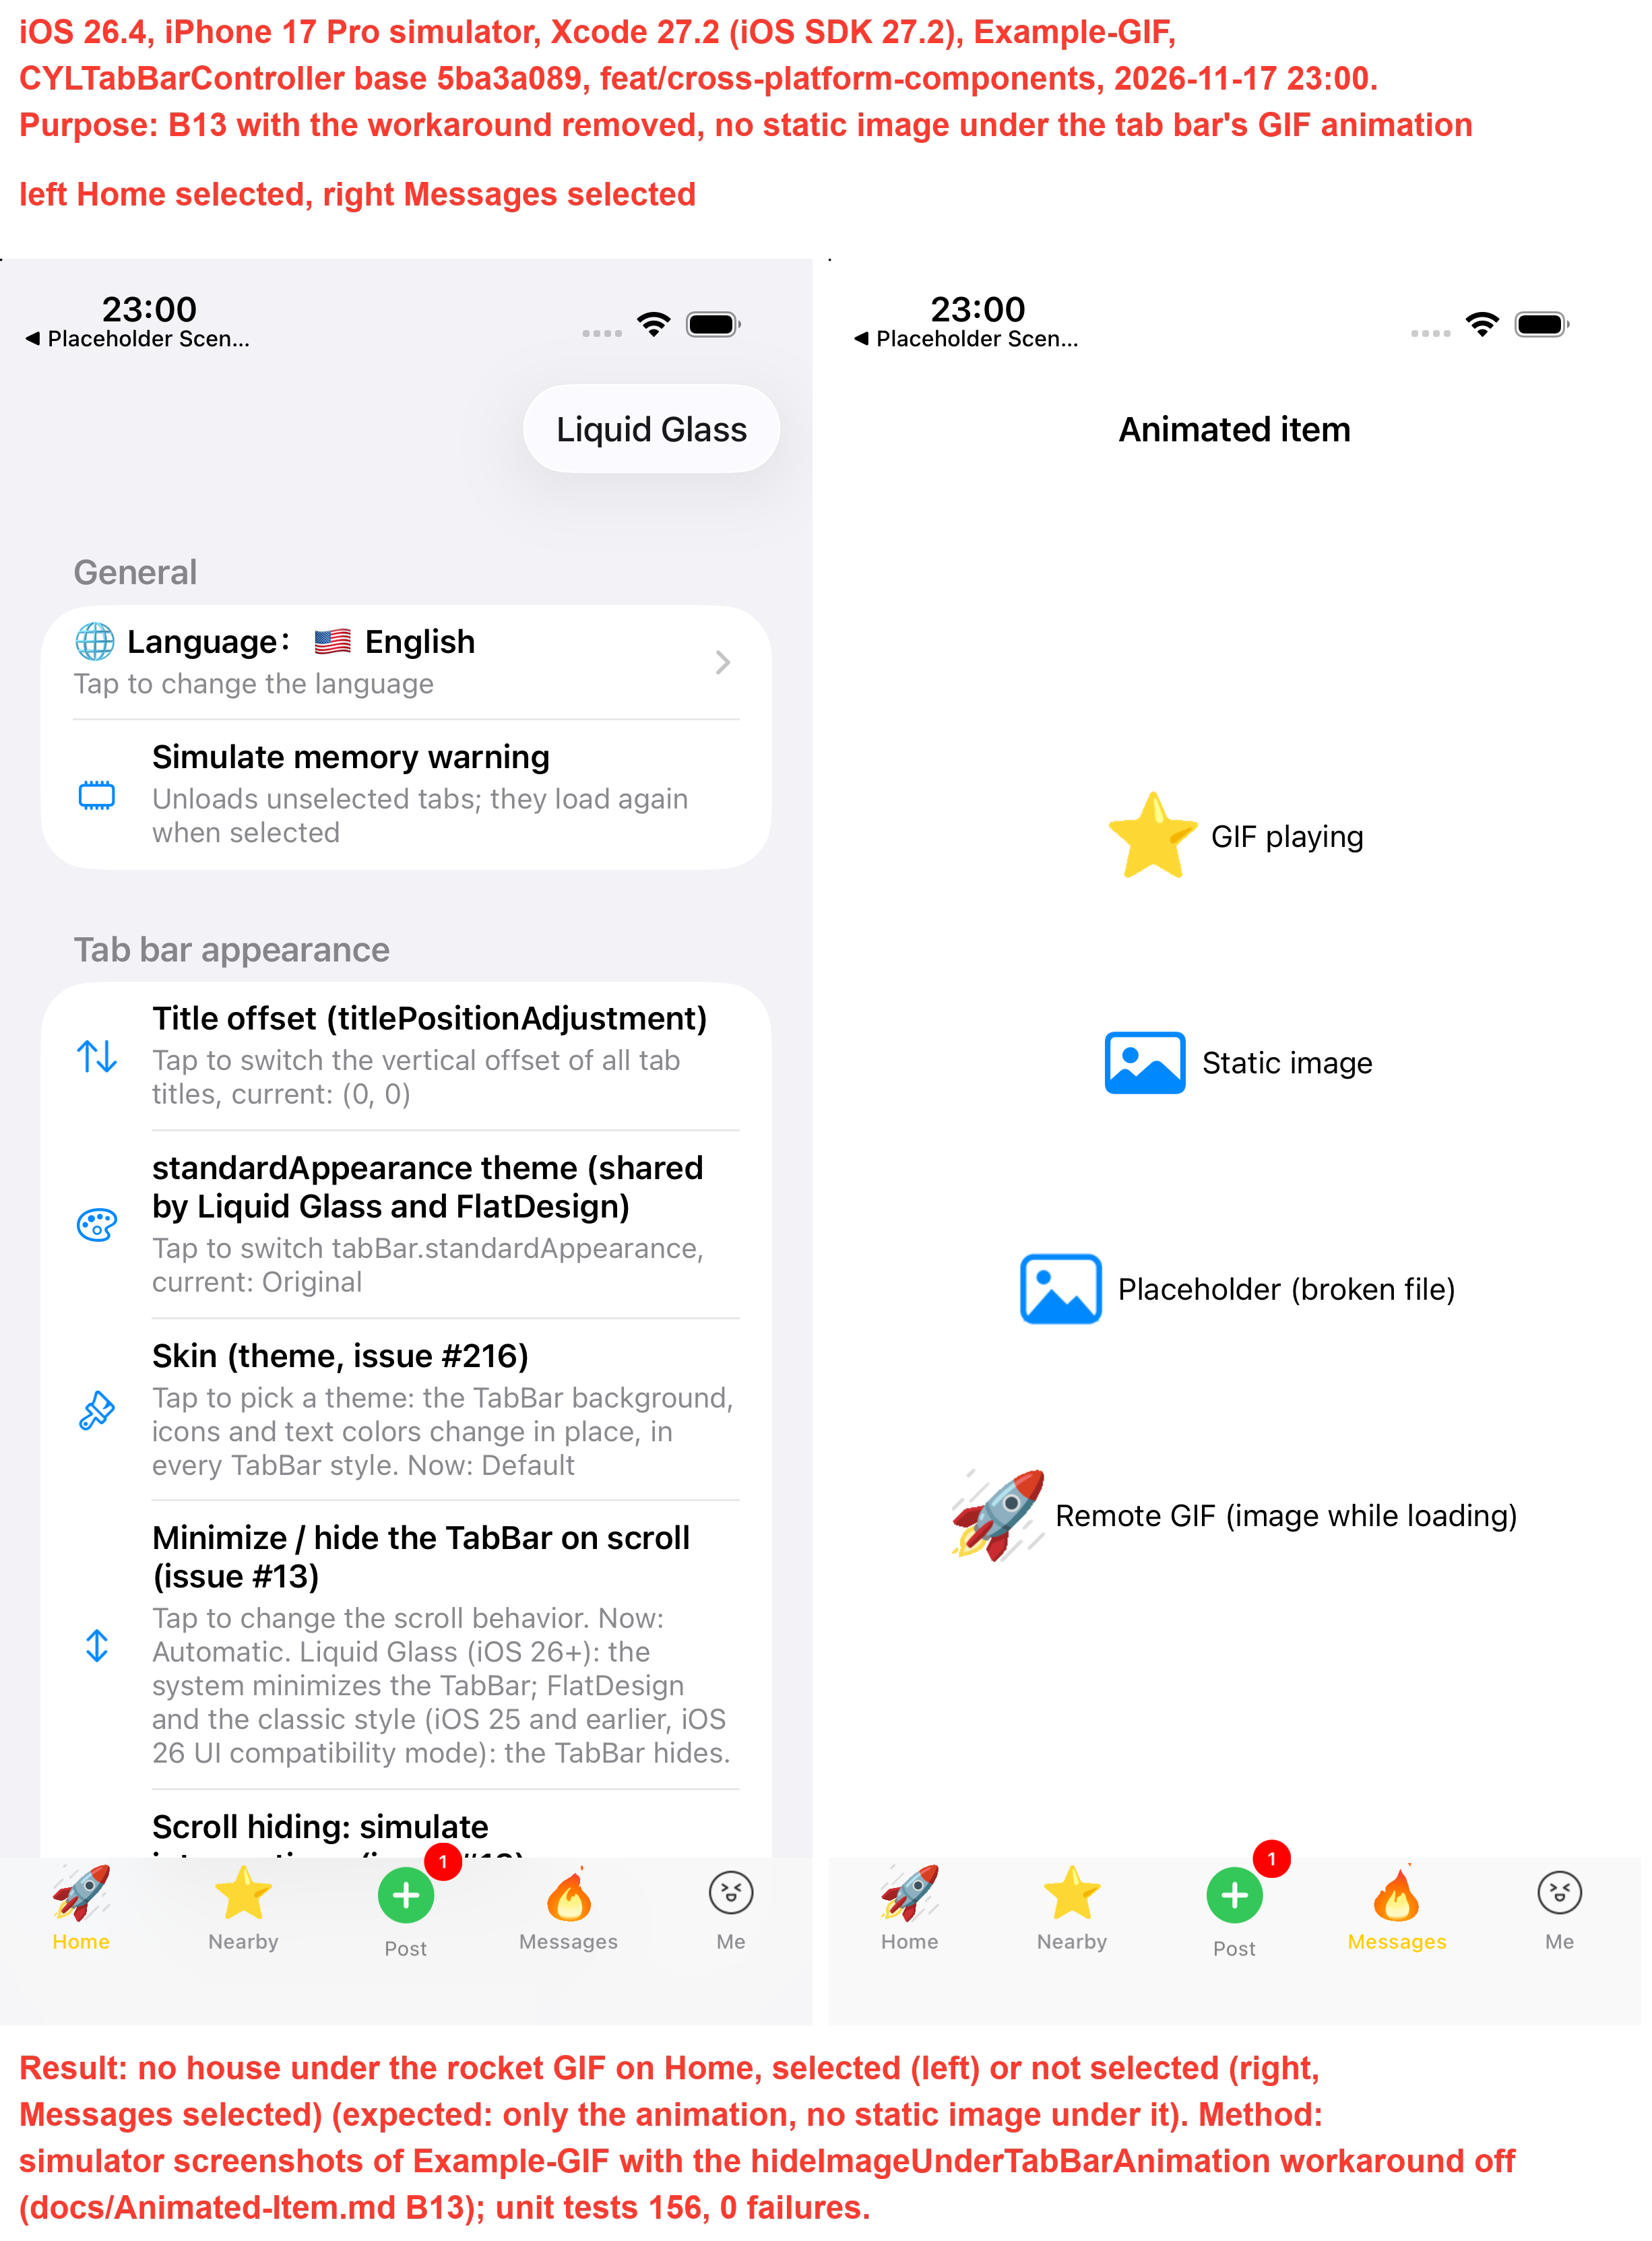 iOS 26.4, iPhone 17 Pro simulator, Xcode 27.2 (iOS SDK 27.2), Example-GIF,
CYLTabBarController base 5ba3a089, feat/cross-platform-components, 2026-11-17 23:00.
Purpose: B13 with the workaround removed, no static image under the tab bar's GIF animation
left Home selected, right Messages selected
23:00
◀ Placeholder Scen...
Liquid Glass
General
Language： English
Tap to change the language
Simulate memory warning
Unloads unselected tabs; they load again
when selected
Tab bar appearance
Title offset (titlePositionAdjustment)
Tap to switch the vertical offset of all tab
titles, current: (0, 0)
standardAppearance theme (shared
by Liquid Glass and FlatDesign)
Tap to switch tabBar.standardAppearance,
current: Original
Skin (theme, issue #216)
Tap to pick a theme: the TabBar background,
icons and text colors change in place, in
every TabBar style. Now: Default
Minimize / hide the TabBar on scroll
(issue #13)
Tap to change the scroll behavior. Now:
Automatic. Liquid Glass (iOS 26+): the
system minimizes the TabBar; FlatDesign
and the classic style (iOS 25 and earlier, iOS
26 UI compatibility mode): the TabBar hides.
Scroll hiding: simulate
1
Home
Nearby
Post
Messages
Me
23:00
◀ Placeholder Scen...
Animated item
GIF playing
Static image
Placeholder (broken file)
Remote GIF (image while loading)
1
Home
Nearby
Post
Messages
Me
Result: no house under the rocket GIF on Home, selected (left) or not selected (right,
Messages selected) (expected: only the animation, no static image under it). Method:
simulator screenshots of Example-GIF with the hideImageUnderTabBarAnimation workaround off
(docs/Animated-Item.md B13); unit tests 156, 0 failures.